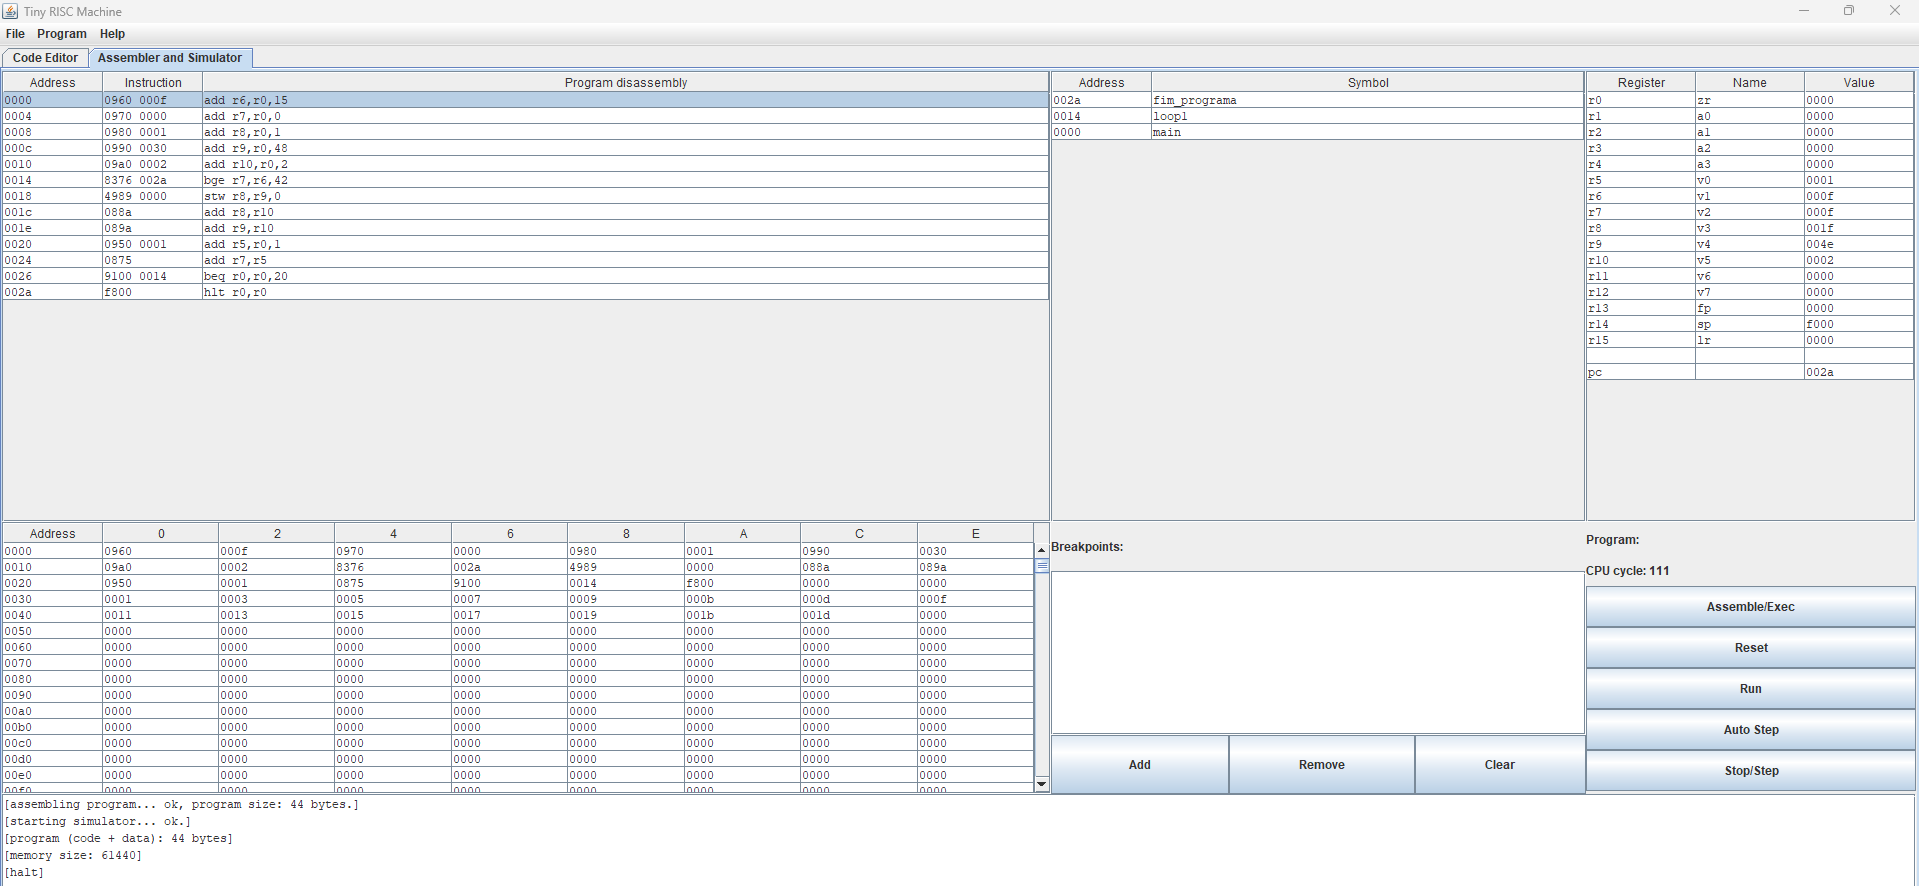 Tiny RISC Machine
File Program Help
Code Editor Assembler and Simulator
Address Instruction Program disassembly
0000 0960 000f add r6,r0,15
0004 0970 0000 add r7,r0,0
0008 0980 0001 add r8,r0,1
000c 0990 0030 add r9,r0,48
0010 09a0 0002 add r10,r0,2
0014 8376 002a bge r7,r6,42
0018 4989 0000 stw r8,r9,0
001c 088a add r8,r10
001e 089a add r9,r10
0020 0950 0001 add r5,r0,1
0024 0875 add r7,r5
0026 9100 0014 beq r0,r0,20
002a f800 hlt r0,r0
Address Symbol
002a fim_programa
0014 loop1
0000 main
Register Name Value
r0 zr 0000
r1 a0 0000
r2 a1 0000
r3 a2 0000
r4 a3 0000
r5 v0 0001
r6 v1 000f
r7 v2 000f
r8 v3 001f
r9 v4 004e
r10 v5 0002
r11 v6 0000
r12 v7 0000
r13 fp 0000
r14 sp f000
r15 lr 0000
pc 002a
Address 0 2 4 6 8 A C E
0000 0960 000f 0970 0000 0980 0001 0990 0030
0010 09a0 0002 8376 002a 4989 0000 088a 089a
0020 0950 0001 0875 9100 0014 f800 0000 0000
0030 0001 0003 0005 0007 0009 000b 000d 000f
0040 0011 0013 0015 0017 0019 001b 001d 0000
0050 0000 0000 0000 0000 0000 0000 0000 0000
0060 0000 0000 0000 0000 0000 0000 0000 0000
0070 0000 0000 0000 0000 0000 0000 0000 0000
0080 0000 0000 0000 0000 0000 0000 0000 0000
0090 0000 0000 0000 0000 0000 0000 0000 0000
00a0 0000 0000 0000 0000 0000 0000 0000 0000
00b0 0000 0000 0000 0000 0000 0000 0000 0000
00c0 0000 0000 0000 0000 0000 0000 0000 0000
00d0 0000 0000 0000 0000 0000 0000 0000 0000
00e0 0000 0000 0000 0000 0000 0000 0000 0000
00f0 0000 0000 0000 0000 0000 0000 0000 0000
Breakpoints:
Add Remove Clear
Program:
CPU cycle: 111
Assemble/Exec
Reset
Run
Auto Step
Stop/Step
[assembling program... ok, program size: 44 bytes.]
[starting simulator... ok.]
[program (code + data): 44 bytes]
[memory size: 61440]
[halt]